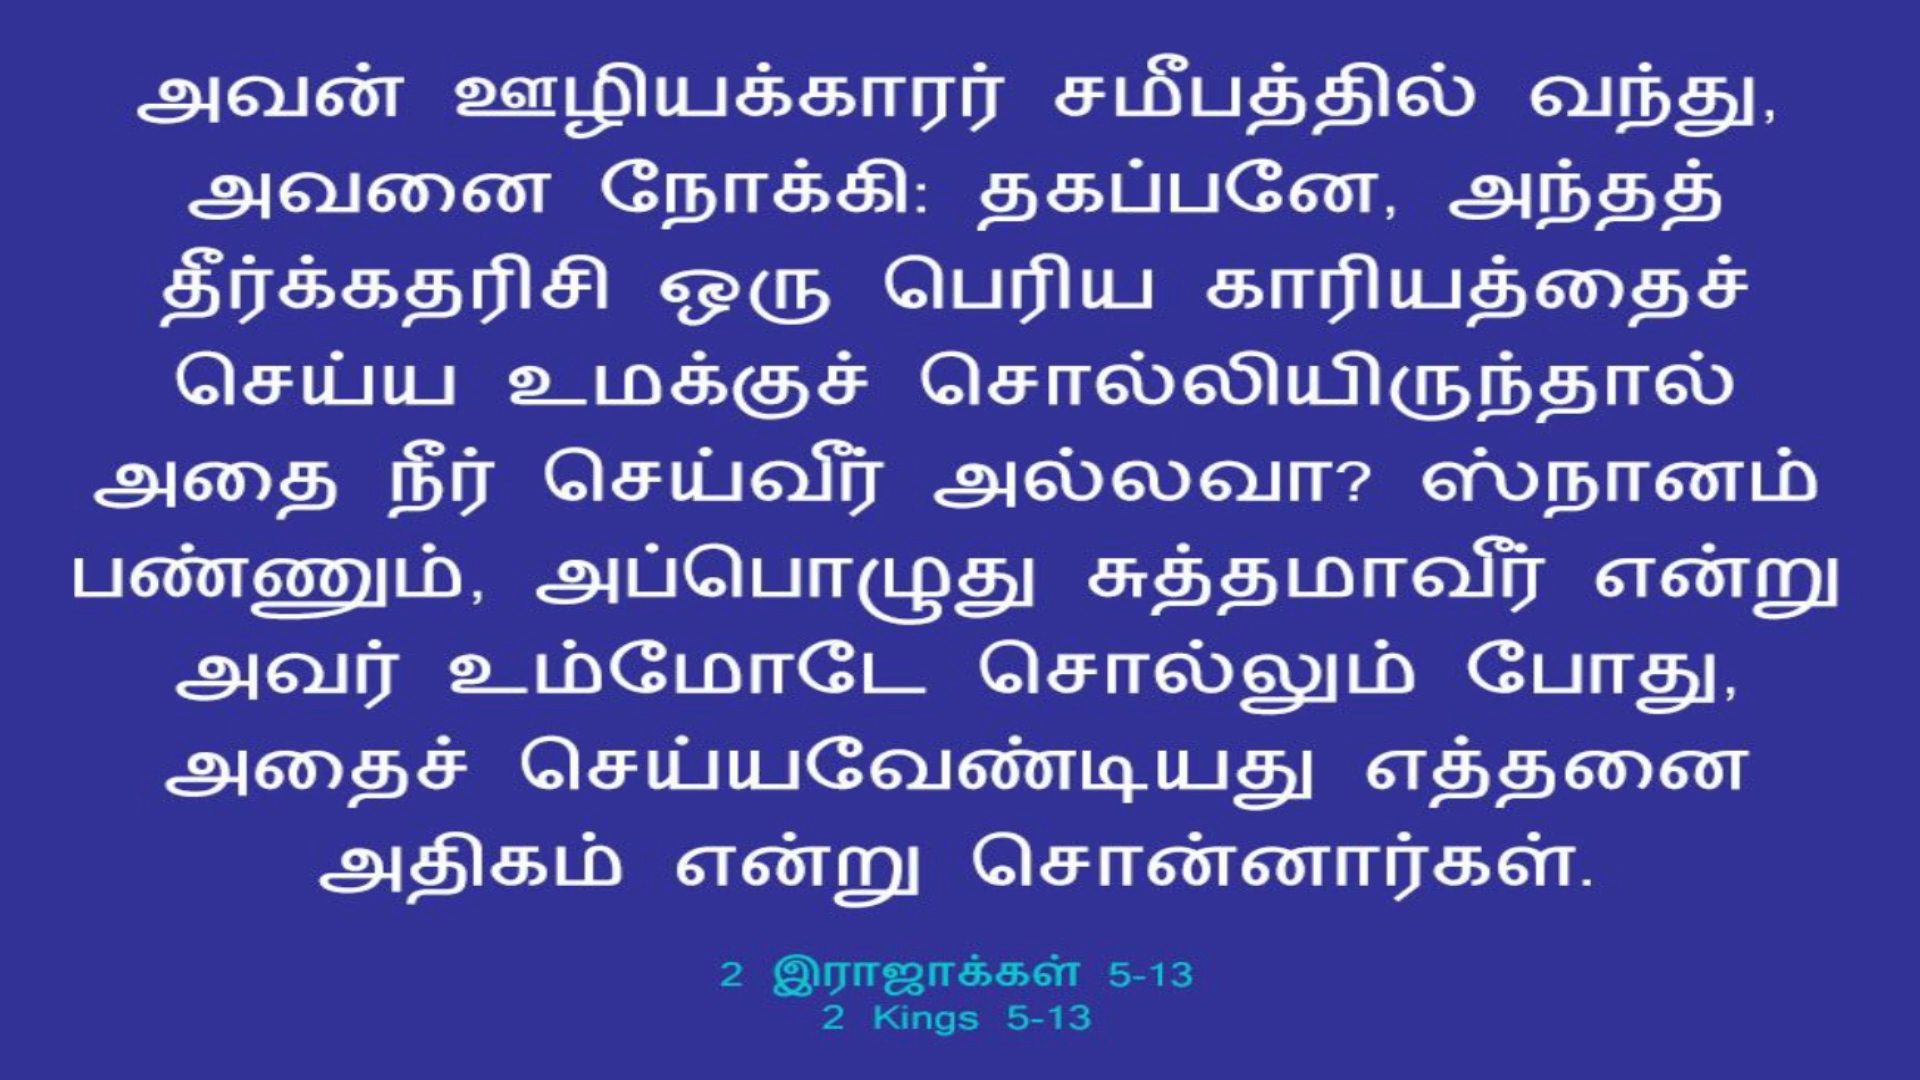 அவன் ஊழியக்காரர் சமீபத்தில் வந்து,
அவனை நோக்கி: தகப்பனே, அந்தத்
தீர்க்கதரிசி ஒரு பெரிய காரியத்தைச்
செய்ய உமக்குச் சொல்லியிருந்தால்
அதை நீர் செய்வீர் அல்லவா? ஸ்நானம்
பண்ணும், அப்பொழுது சுத்தமாவீர் என்று
அவர் உம்மோடே சொல்லும் போது,
அதைச் செய்யவேண்டியது எத்தனை
அதிகம் என்று சொன்னார்கள்.
2 இராஜாக்கள் 5-13
2 Kings 5-13